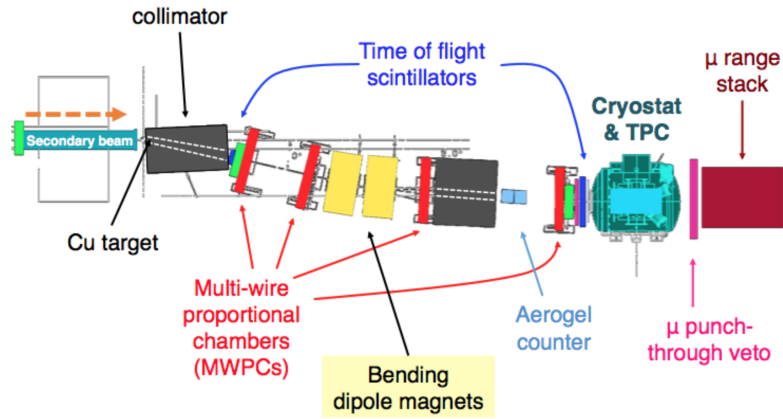 collimator
Time of flight
scintillators
μ range
stack
Cryostat
& TPC
Secondary beam
Cu target
Multi-wire
proportional
chambers
(MWPCs)
Aerogel
counter
μ punch-
through veto
Bending
dipole magnets